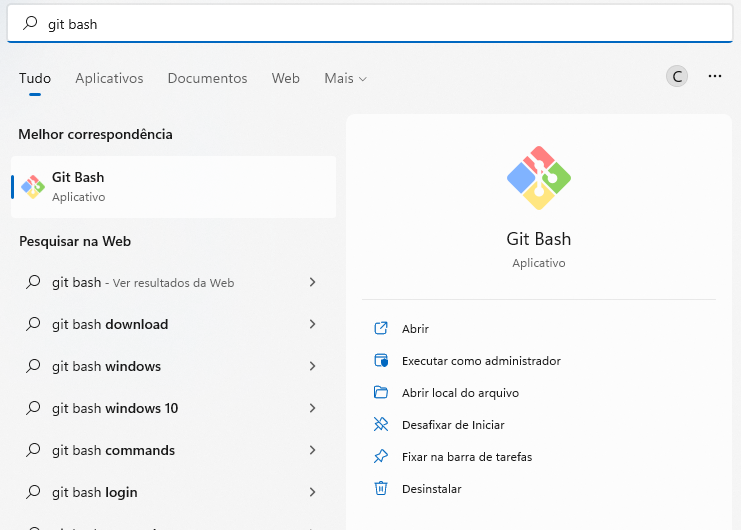 git bash
Tudo Aplicativos Documentos Web Mais C ...
Melhor correspondência
Git Bash
Aplicativo
Pesquisar na Web
git bash - Ver resultados da Web
git bash download
git bash windows
git bash windows 10
git bash commands
git bash login
Git Bash
Aplicativo
Abrir
Executar como administrador
Abrir local do arquivo
Desafixar de Iniciar
Fixar na barra de tarefas
Desinstalar